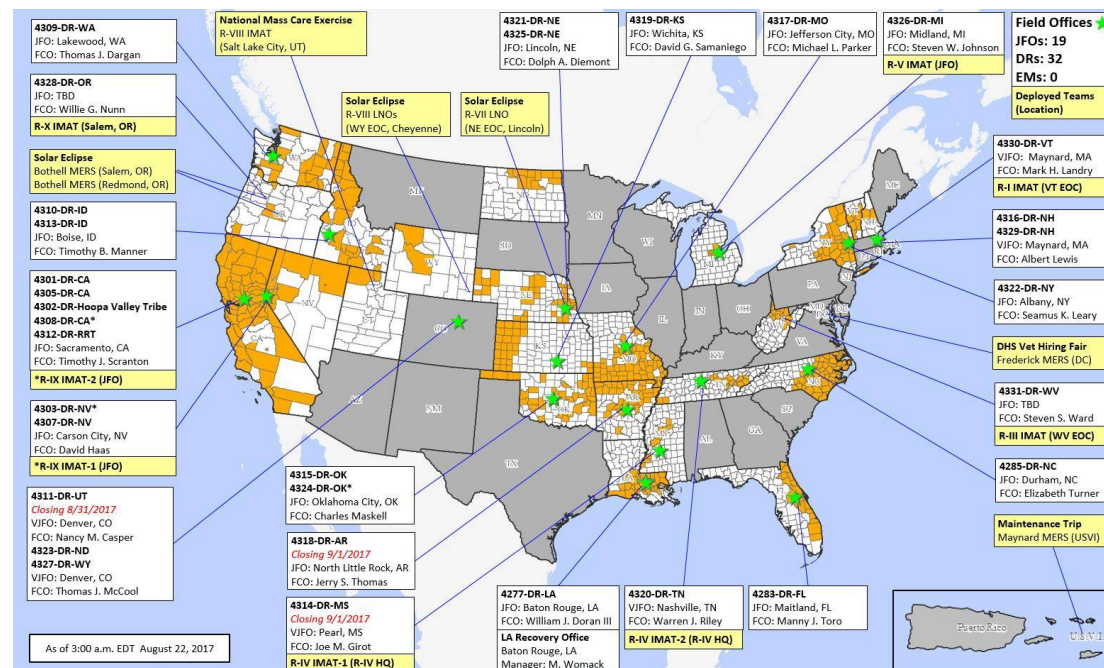 4309-DR-WA
JFO: Lakewood, WA
FCO: Thomas J. Dargan
4328-DR-OR
JFO: TBD
FCO: Willie G. Nunn
R-X IMAT (Salem, OR)
Solar Eclipse
Bothell MERS (Salem, OR)
Bothell MERS (Redmond, OR)
4310-DR-ID
4313-DR-ID
JFO: Boise, ID
FCO: Timothy B. Manner
4301-DR-CA
4305-DR-CA
4302-DR-Hoopa Valley Tribe
4308-DR-CA*
4312-DR-RRT
JFO: Sacramento, CA
FCO: Timothy J. Scranton
*R-IX IMAT-2 (JFO)
4303-DR-NV*
4307-DR-NV
JFO: Carson City, NV
FCO: David Haas
*R-IX IMAT-1 (JFO)
4311-DR-UT
Closing 8/31/2017
VJFO: Denver, CO
FCO: Nancy M. Casper
4323-DR-ND
4327-DR-WY
VJFO: Denver, CO
FCO: Thomas J. McCool
As of 3:00 a.m. EDT August 22, 2017
National Mass Care Exercise
R-VIII IMAT
(Salt Lake City, UT)
Solar Eclipse
R-VIII LNOs
(WY EOC, Cheyenne)
Solar Eclipse
R-VII LNO
(NE EOC, Lincoln)
4321-DR-NE
4325-DR-NE
JFO: Lincoln, NE
FCO: Dolph A. Diemont
4319-DR-KS
JFO: Wichita, KS
FCO: David G. Samaniego
4317-DR-MO
JFO: Jefferson City, MO
FCO: Michael L. Parker
4326-DR-MI
JFO: Midland, MI
FCO: Steven W. Johnson
R-V IMAT (JFO)
Field Offices
JFOs: 19
DRs: 32
EMs: 0
Deployed Teams
(Location)
4330-DR-VT
VJFO: Maynard, MA
FCO: Mark H. Landry
R-I IMAT (VT EOC)
4316-DR-NH
4329-DR-NH
VJFO: Maynard, MA
FCO: Albert Lewis
4322-DR-NY
JFO: Albany, NY
FCO: Seamus K. Leary
DHS Vet Hiring Fair
Frederick MERS (DC)
4331-DR-WV
JFO: TBD
FCO: Steven S. Ward
R-III IMAT (WV EOC)
4285-DR-NC
JFO: Durham, NC
FCO: Elizabeth Turner
Maintenance Trip
Maynard MERS (USVI)
4315-DR-OK
4324-DR-OK*
JFO: Oklahoma City, OK
FCO: Charles Maskell
4318-DR-AR
Closing 9/1/2017
JFO: North Little Rock, AR
FCO: Jerry S. Thomas
4314-DR-MS
Closing 9/1/2017
VJFO: Pearl, MS
FCO: Joe M. Girot
R-IV IMAT-1 (R-IV HQ)
4277-DR-LA
JFO: Baton Rouge, LA
FCO: William J. Doran III
LA Recovery Office
Baton Rouge, LA
Manager: M. Womack
4320-DR-TN
VJFO: Nashville, TN
FCO: Warren J. Riley
R-IV IMAT-2 (R-IV HQ)
4283-DR-FL
JFO: Maitland, FL
FCO: Manny J. Toro
WA
OR
ID
WY
NV
CA
CO
AZ
NM
TX
SD
NE
KS
OK
MN
IA
MO
AR
WI
IL
IN
OH
MI
KY
AL
GA
SC
NC
VA
PA
MD
DC
DE
NJ
NY
VT
NH
ME
Puerto Rico
U.S.V.I.